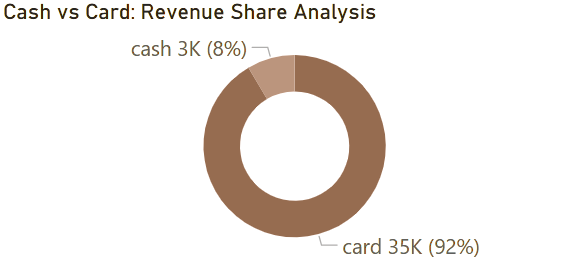 Cash vs Card: Revenue Share Analysis
cash 3K (8%)
card 35K (92%)